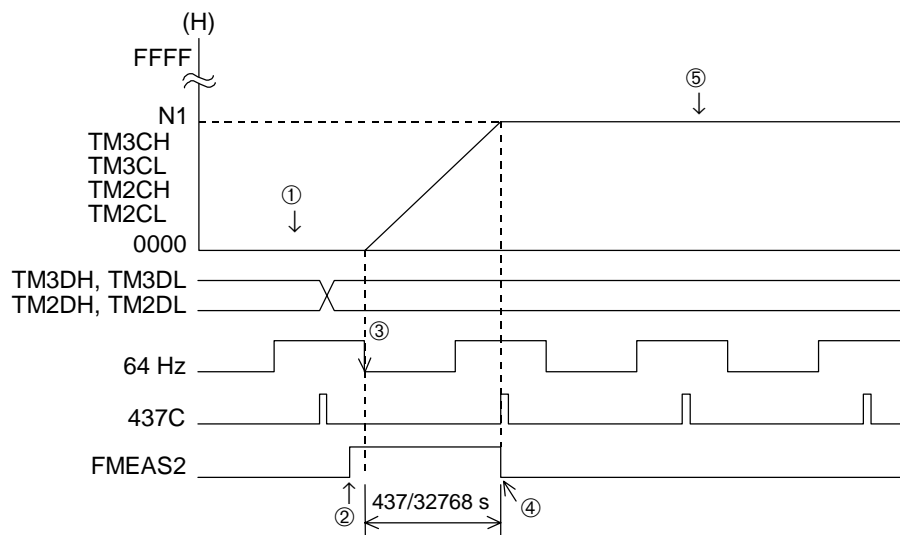 (H)
FFFF
⑤
N1
TM3CH
TM3CL
TM2CH
TM2CL
①
0000
TM3DH, TM3DL
TM2DH, TM2DL
③
64 Hz
437C
FMEAS2
②
437/32768 s
④